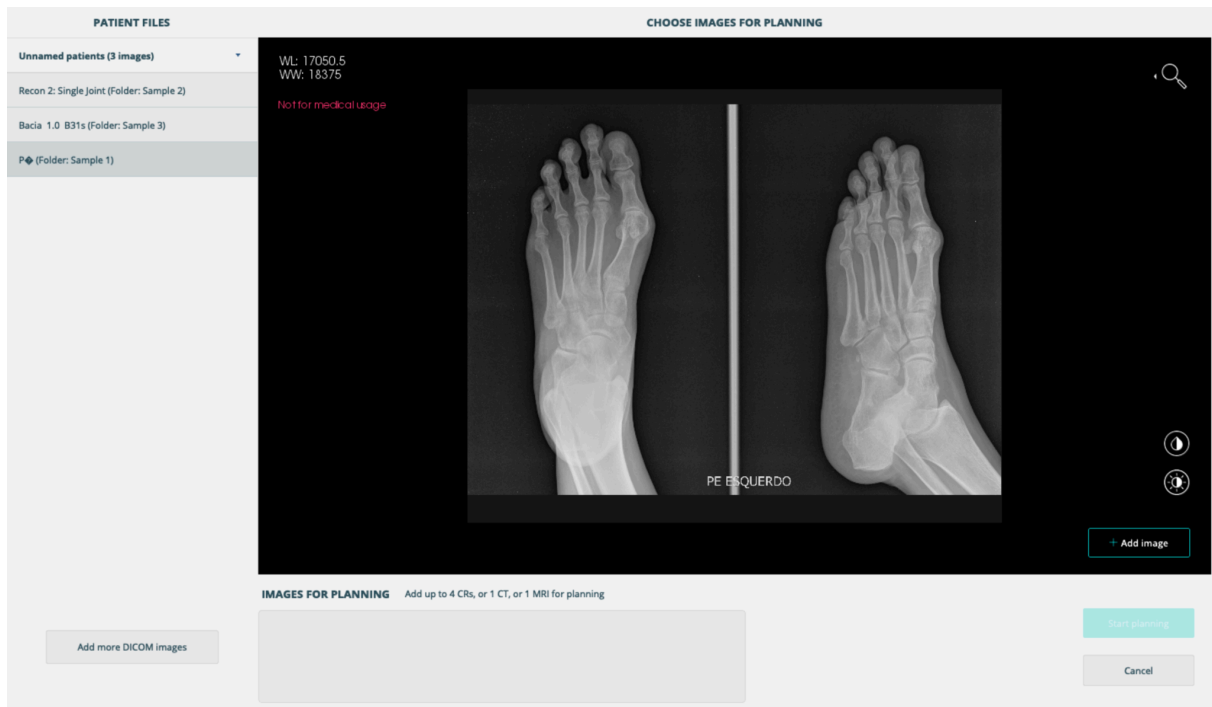 PATIENT FILES
CHOOSE IMAGES FOR PLANNING
Unnamed patients (3 images)
Recon 2: Single Joint (Folder: Sample 2)
Bacia  1.0  B31s (Folder: Sample 3)
P� (Folder: Sample 1)
WL: 17050.5
WW: 18375
Not for medical usage
PE ESQUERDO
+ Add image
IMAGES FOR PLANNING Add up to 4 CRs, or 1 CT, or 1 MRI for planning
Start planning
Add more DICOM images
Cancel